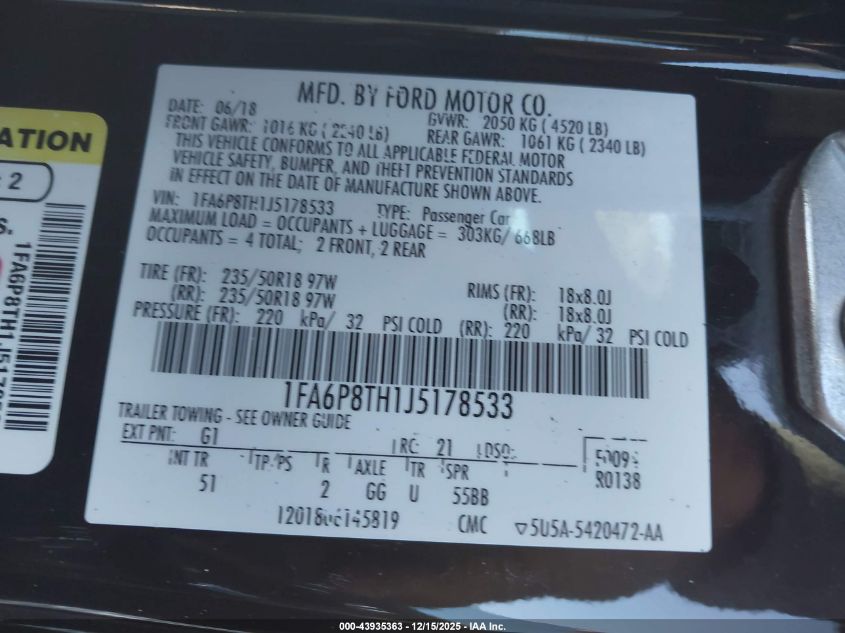 MFD. BY FORD MOTOR CO.
DATE: 06/18 GVWR: 2050 KG ( 4520 LB)
FRONT GAWR: 1016 KG ( 2240 LB) REAR GAWR: 1061 KG ( 2340 LB)
THIS VEHICLE CONFORMS TO ALL APPLICABLE FEDERAL MOTOR
VEHICLE SAFETY, BUMPER, AND THEFT PREVENTION STANDARDS
IN EFFECT ON THE DATE OF MANUFACTURE SHOWN ABOVE.
VIN: 1FA6P8TH1J5178533 TYPE: Passenger Car
MAXIMUM LOAD = OCCUPANTS + LUGGAGE = 303KG/ 668LB
OCCUPANTS = 4 TOTAL; 2 FRONT, 2 REAR
TIRE (FR): 235/50R18 97W RIMS (FR): 18x8.0J
(RR): 235/50R18 97W (RR): 18x8.0J
PRESSURE (FR): 220 kPa/ 32 PSI COLD (RR): 220 kPa/ 32 PSI COLD
1FA6P8TH1J5178533
TRAILER TOWING - SEE OWNER GUIDE
EXT PNT: G1 RC: 21 DSO:
INT TR TP/PS R AXLE TR SPR R0138
51 2 GG U 55BB
CMC 5U5A-5420472-AA
ATION
2
S.
000-43935363 - 12/15/2025 - IAA Inc.